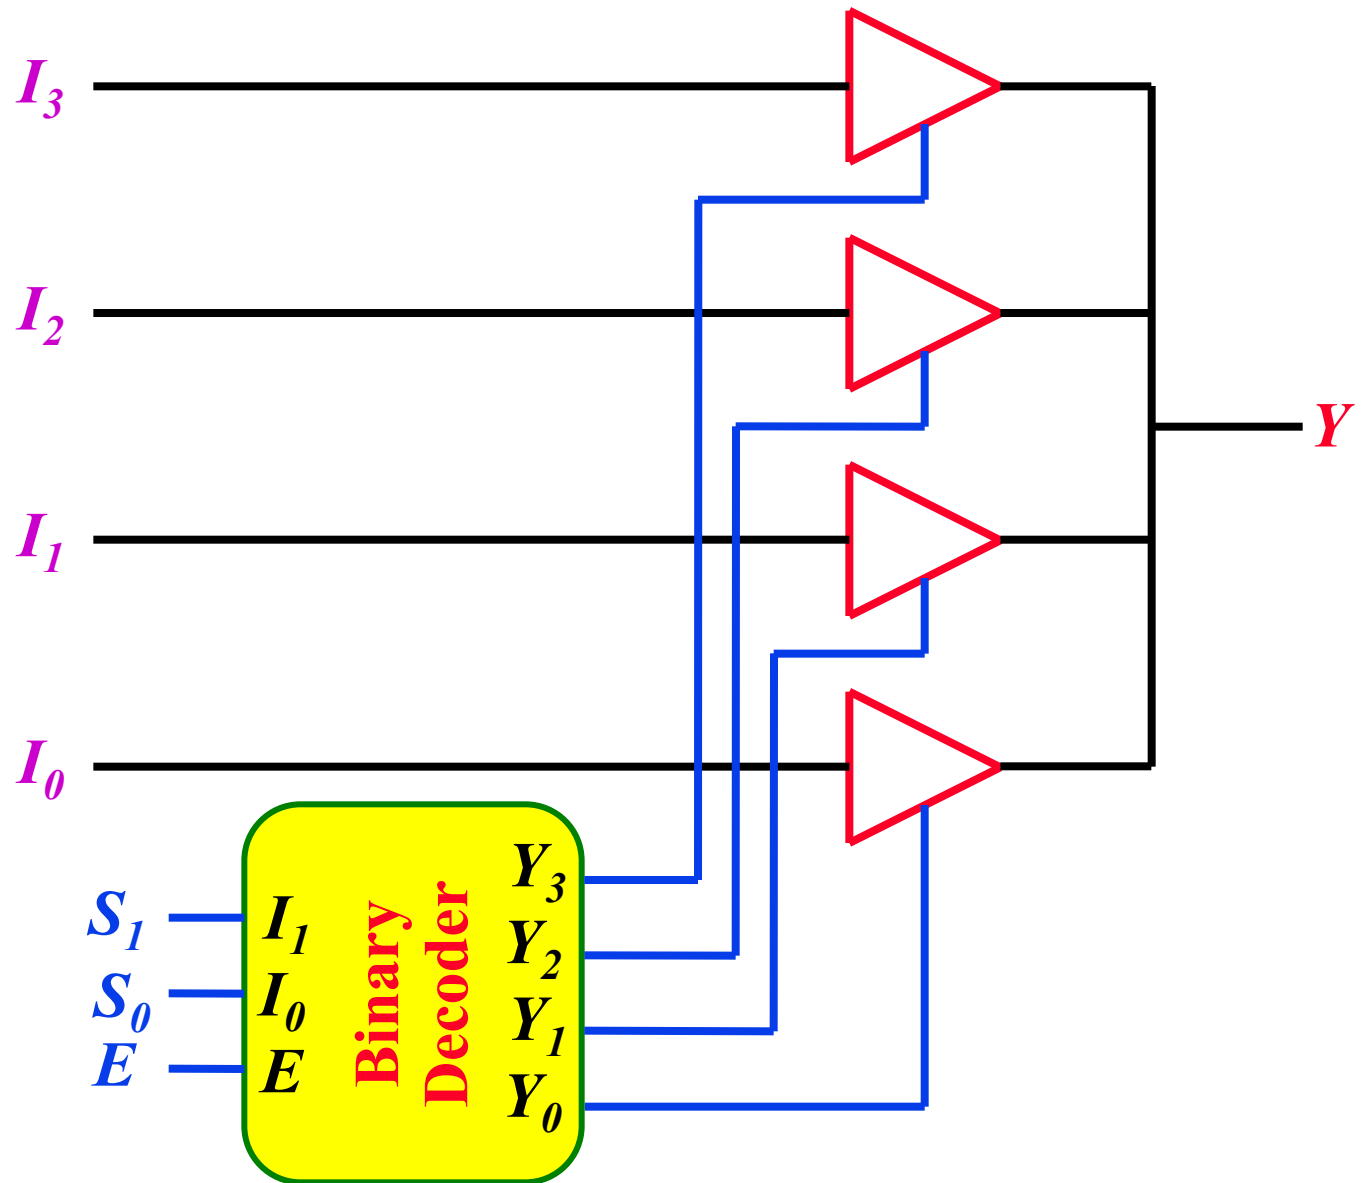 I₃
I₂
Y
I₁
I₀
Y₃
S₁
I₁
Y₂
S₀
I₀
Y₁
E
E
Y₀
Binary
Decoder